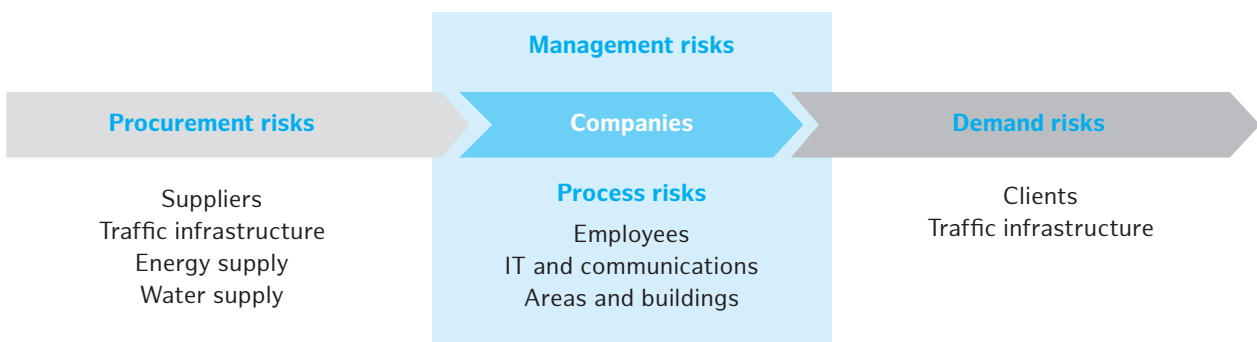 Management risks
Procurement risks
Companies
Demand risks
Suppliers
Traffic infrastructure
Energy supply
Water supply
Process risks
Employees
IT and communications
Areas and buildings
Clients
Traffic infrastructure